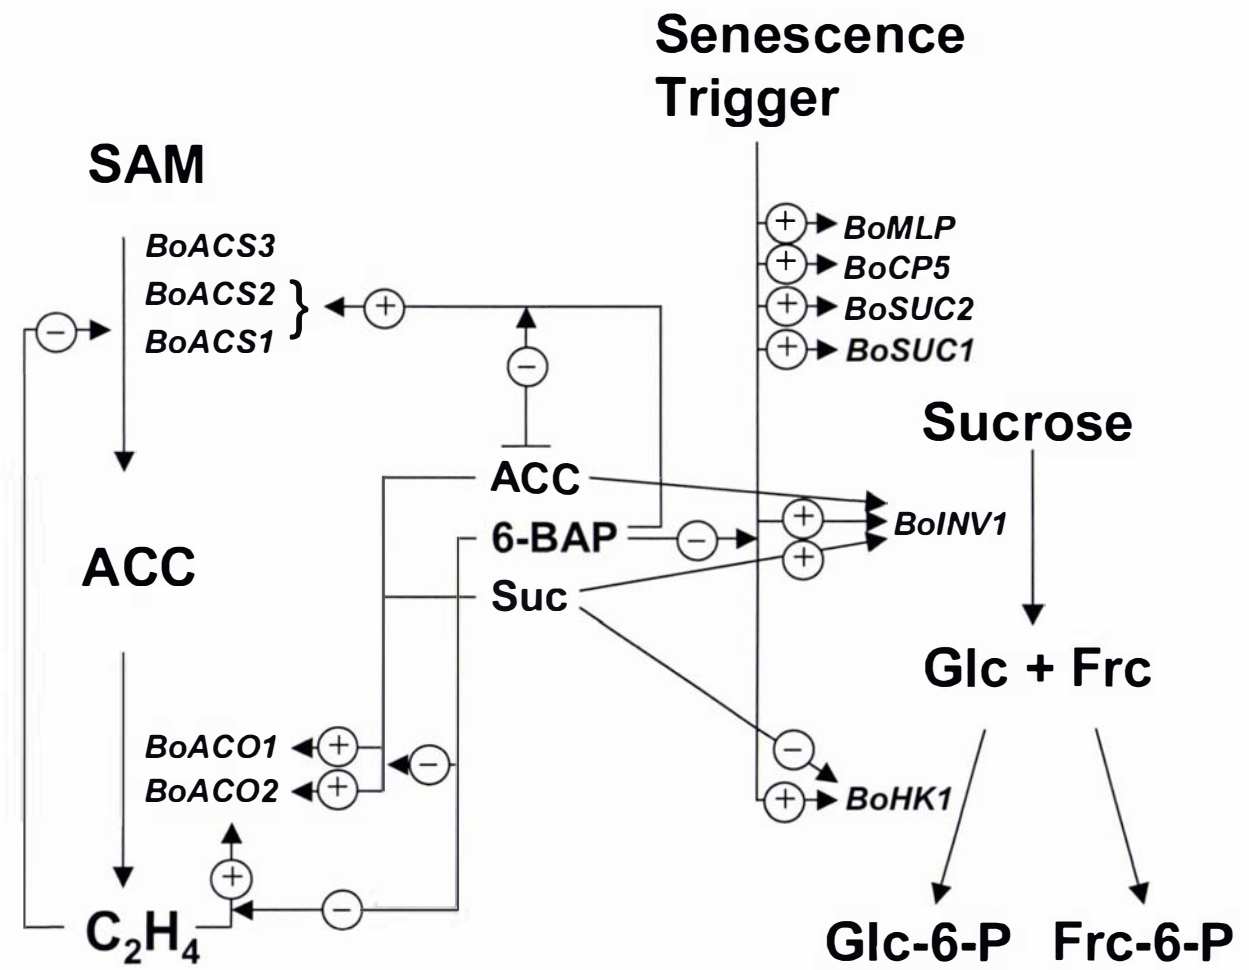 Senescence
Trigger
SAM
BoACS3
BoACS2 }
BoACS1
−
+
−
+ BoMLP
+ BoCP5
+ BoSUC2
+ BoSUC1
Sucrose
ACC
6-BAP
Suc
−
+
+
BoINV1
ACC
Glc + Frc
BoACO1 +
BoACO2 +
−
−
+ BoHK1
+
−
C₂H₄
Glc-6-P Frc-6-P